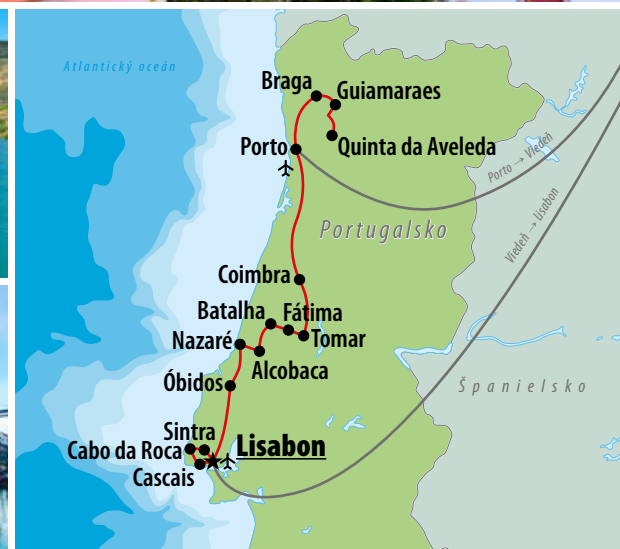 Atlantický oceán
Braga
Guiamaraes
Porto
Quinta da Aveleda
Porto → Viedeň
Viedeň → Lisabon
Portugalsko
Coimbra
Batalha
Fátima
Nazaré
Tomar
Alcobaca
Óbidos
Španielsko
Sintra
Cabo da Roca
Lisabon
Cascais